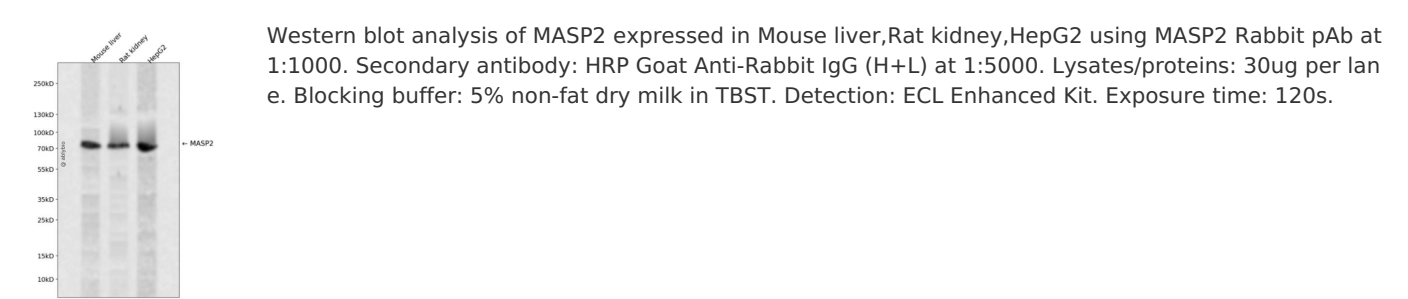 Mouse liver
Rat kidney
HepG2
250kD
130kD
100kD
70kD
55kD
35kD
25kD
15kD
10kD
← MASP2
Western blot analysis of MASP2 expressed in Mouse liver,Rat kidney,HepG2 using MASP2 Rabbit pAb at
1:1000. Secondary antibody: HRP Goat Anti-Rabbit IgG (H+L) at 1:5000. Lysates/proteins: 30ug per lan
e. Blocking buffer: 5% non-fat dry milk in TBST. Detection: ECL Enhanced Kit. Exposure time: 120s.